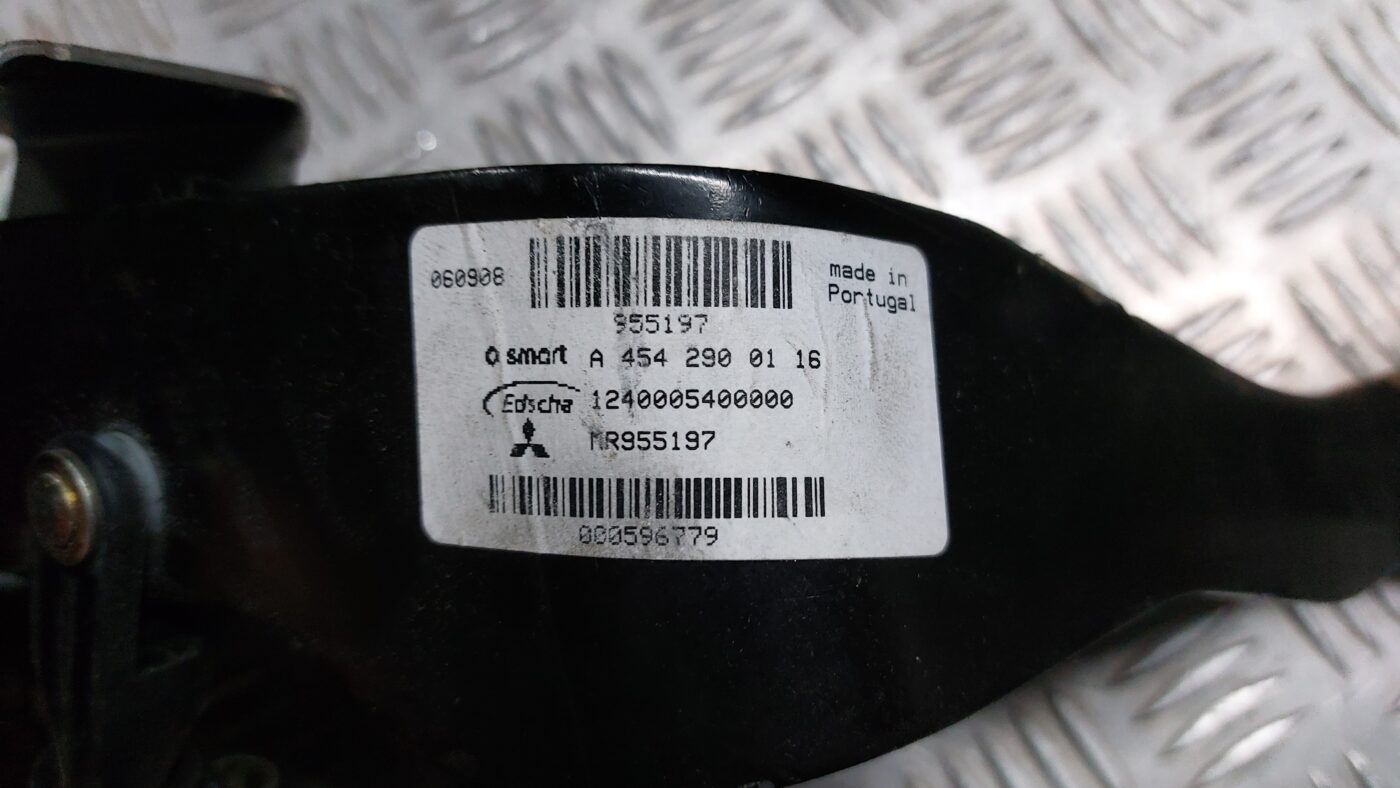 060908
made in
Portugal
955197
smart A 454 290 01 16
Edscha 1240005400000
MR955197
000596779